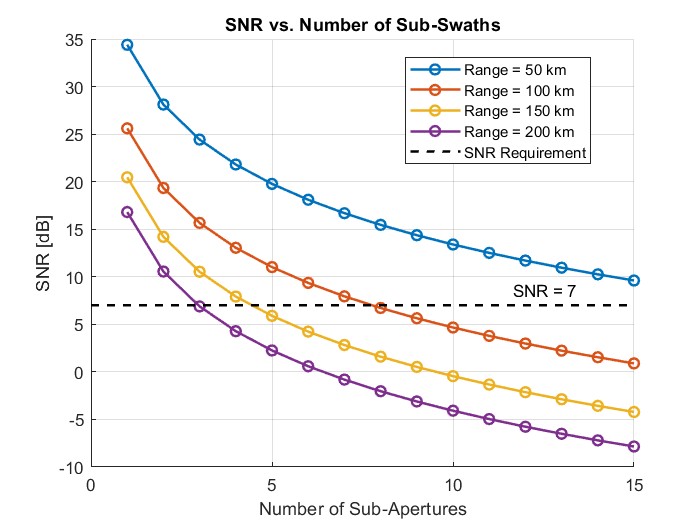 SNR vs. Number of Sub-Swaths
35
30
25
20
15
10
5
0
-5
-10
SNR [dB]
Range = 50 km
Range = 100 km
Range = 150 km
Range = 200 km
SNR Requirement
SNR = 7
0
5
10
15
Number of Sub-Apertures